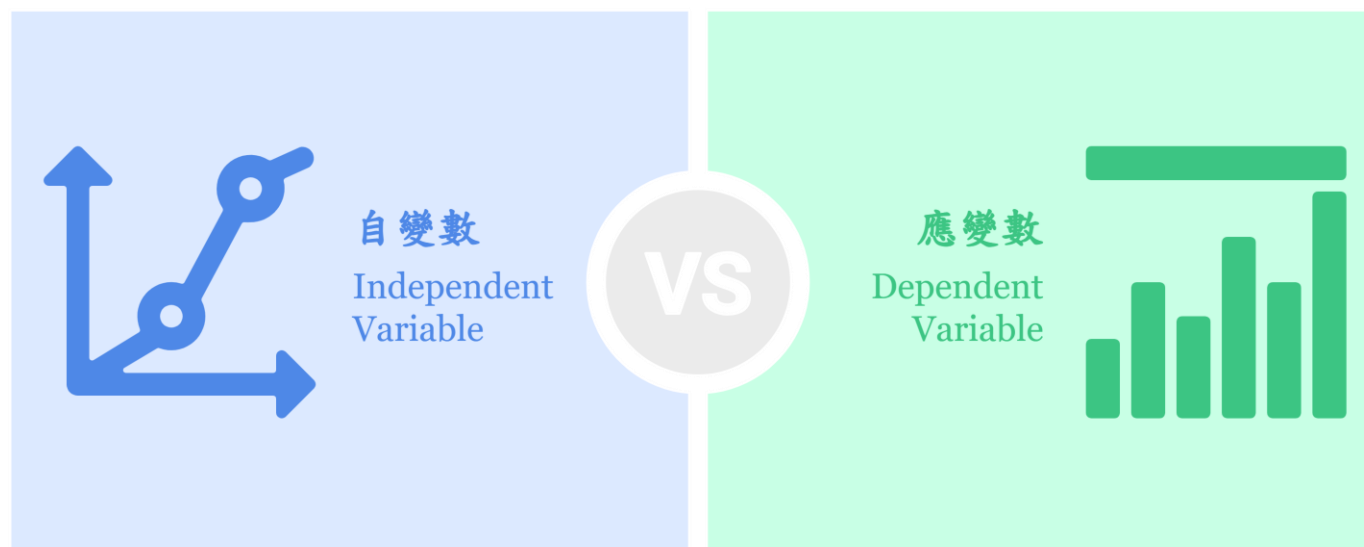 自變數
Independent
Variable
VS
應變數
Dependent
Variable